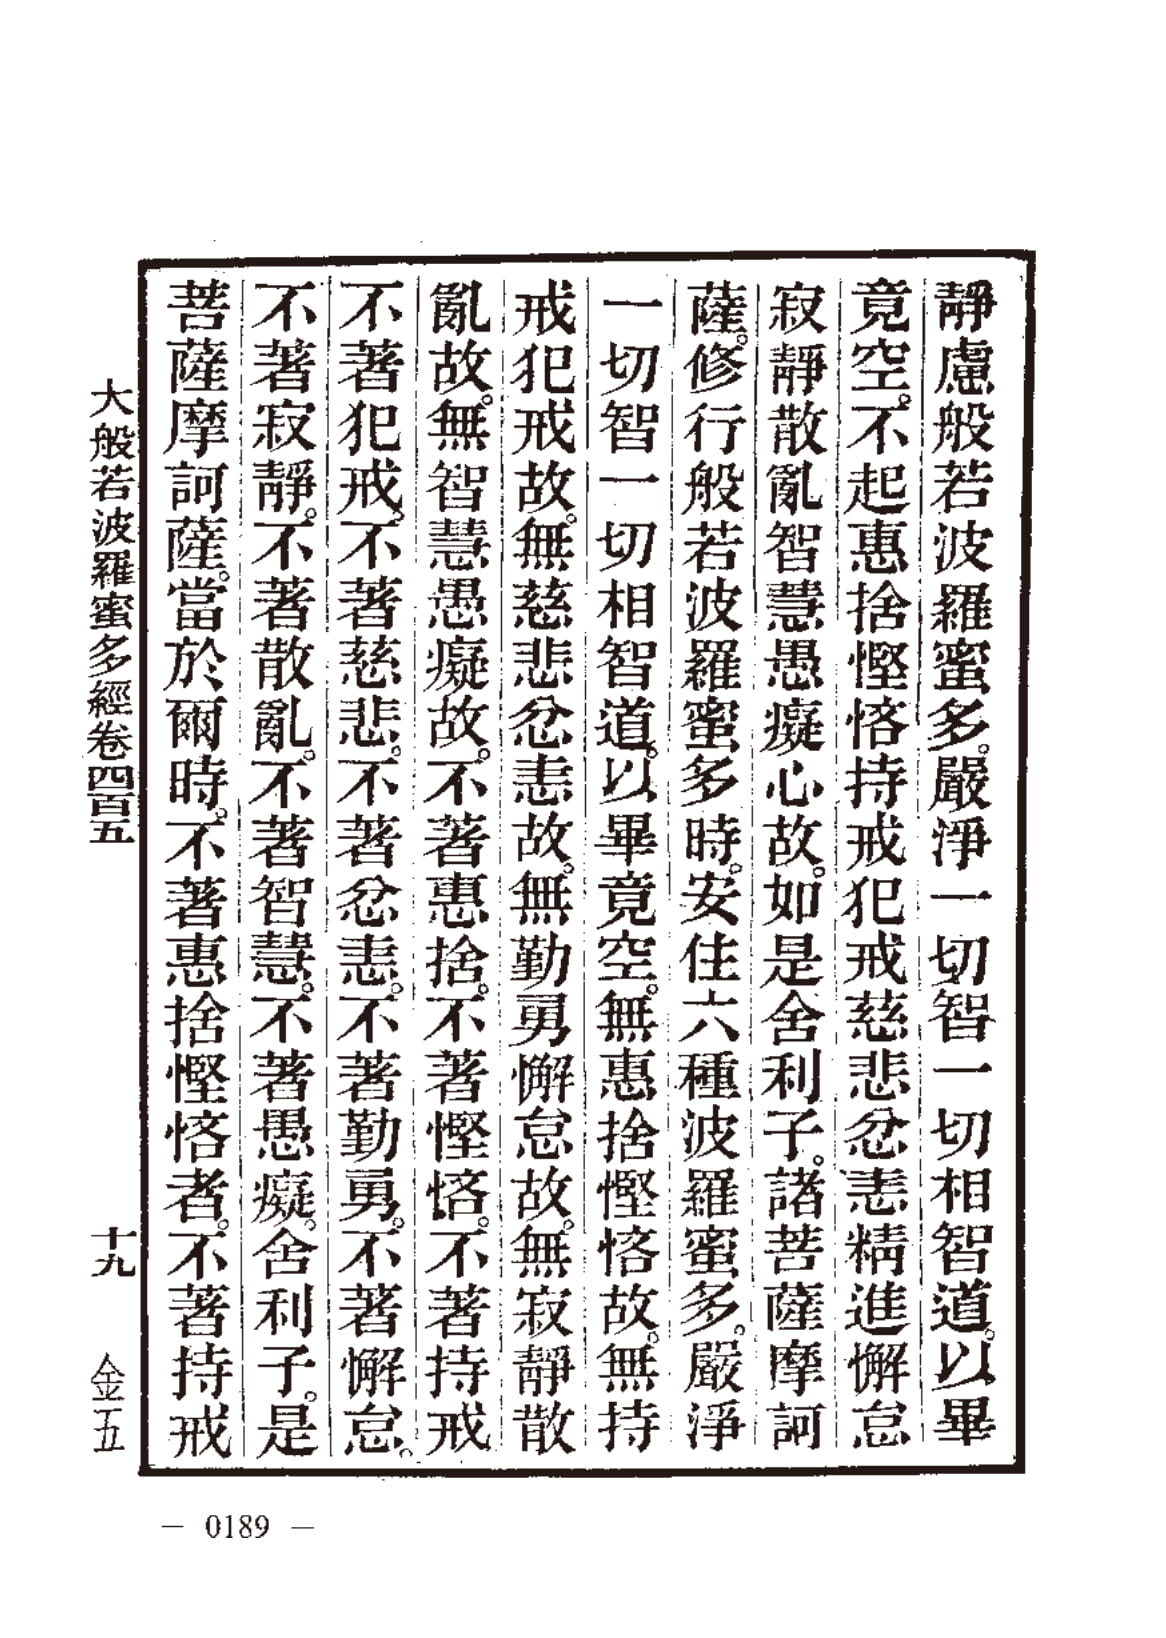 靜慮般若波羅蜜多。嚴淨一切智一切相智道。以畢
竟空。不起惠捨慳悋持戒犯戒慈悲忿恚精進懈怠
寂靜散亂智慧愚癡心故。如是舍利子。諸菩薩摩訶
薩。修行般若波羅蜜多時。安住六種波羅蜜多。嚴淨
一切智一切相智道。以畢竟空。無惠捨慳悋故。無持
戒犯戒故。無慈悲忿恚故。無勤勇懈怠故。無寂靜散
亂故。無智慧愚癡故。不著惠捨。不著慳悋。不著持戒
不著犯戒。不著慈悲。不著忿恚。不著勤勇。不著懈怠。
不著寂靜。不著散亂。不著智慧。不著愚癡。舍利子。是
菩薩摩訶薩。當於爾時。不著惠捨慳悋者。不著持戒
大般若波羅蜜多經卷四百五 十九 金五
— 0189 —